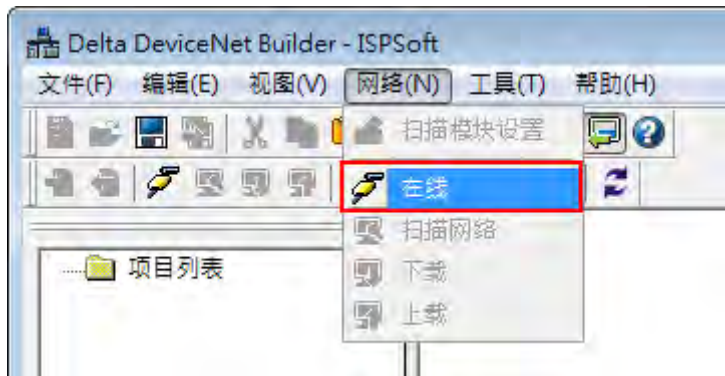 Delta DeviceNet Builder - ISPSoft
文件(F) 编辑(E) 视图(V) 网络(N) 工具(T) 帮助(H)
扫描模块设置
在线
扫描网络
项目列表
下载
上载